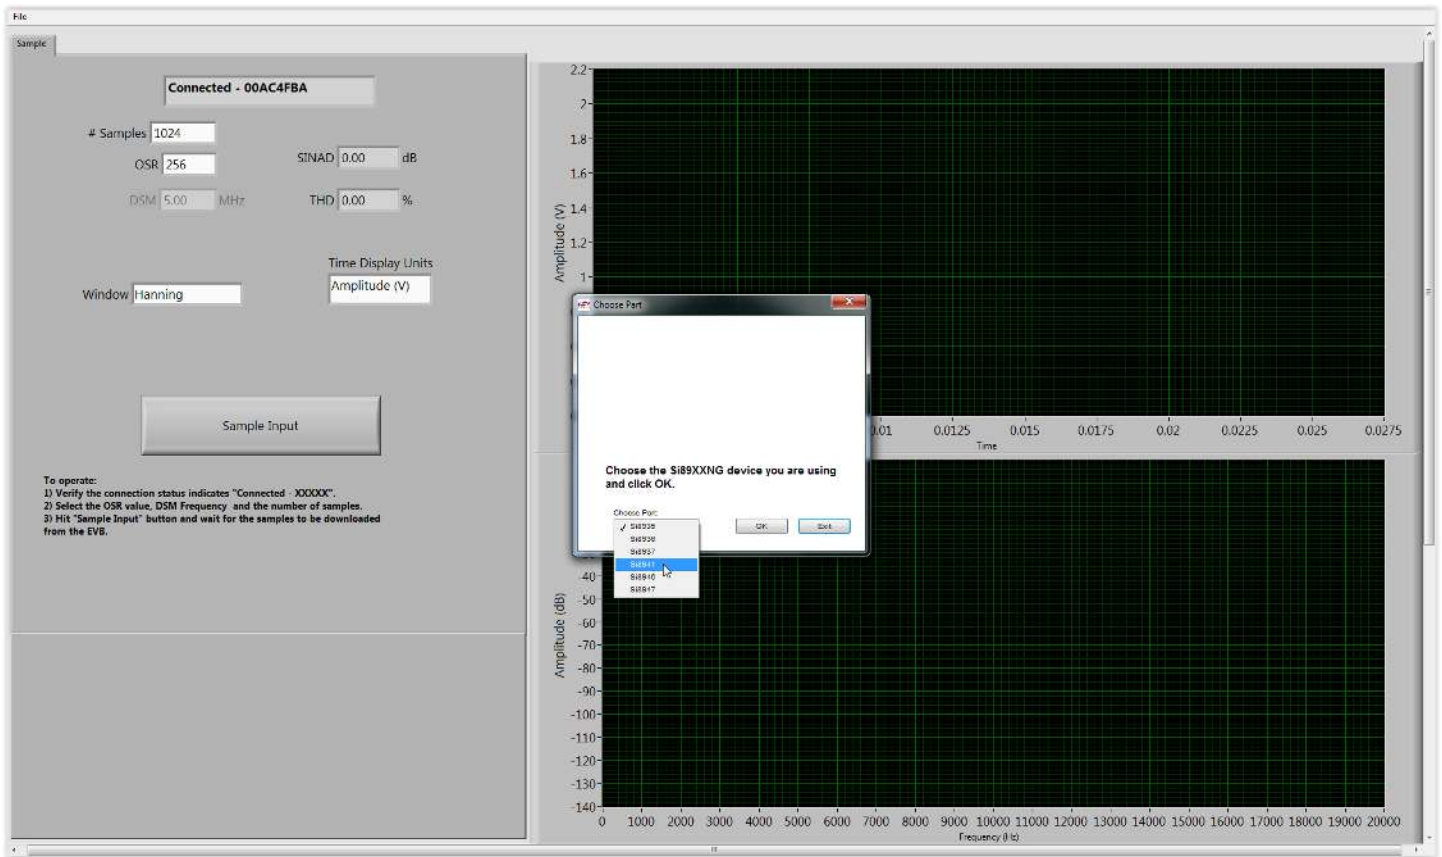 File
Sample
Connected - 00AC4FBA
# Samples 1024
OSR 256
SINAD 0.00 dB
DSM 5.00 MHz
THD 0.00 %
Time Display Units
Amplitude (V)
Window Hanning
Sample Input
To operate:
1) Verify the connection status indicates "Connected - XXXXX".
2) Select the OSR value, DSM Frequency and the number of samples.
3) Hit "Sample Input" button and wait for the samples to be downloaded
from the EVB.
2.2
2
1.8
1.6
1.4
1.2
1
Amplitude (V)
0.01 0.0125 0.015 0.0175 0.02 0.0225 0.025 0.0275
Time
Choose Part
Choose the Si89XXNG device you are using
and click OK.
Choose Part:
OK
Exit
Si8937
Si8941
Si8947
-40
-50
-60
-70
-80
-90
-100
-110
-120
-130
-140
Amplitude (dB)
0 1000 2000 3000 4000 5000 6000 7000 8000 9000 10000 11000 12000 13000 14000 15000 16000 17000 18000 19000 20000
Frequency (Hz)